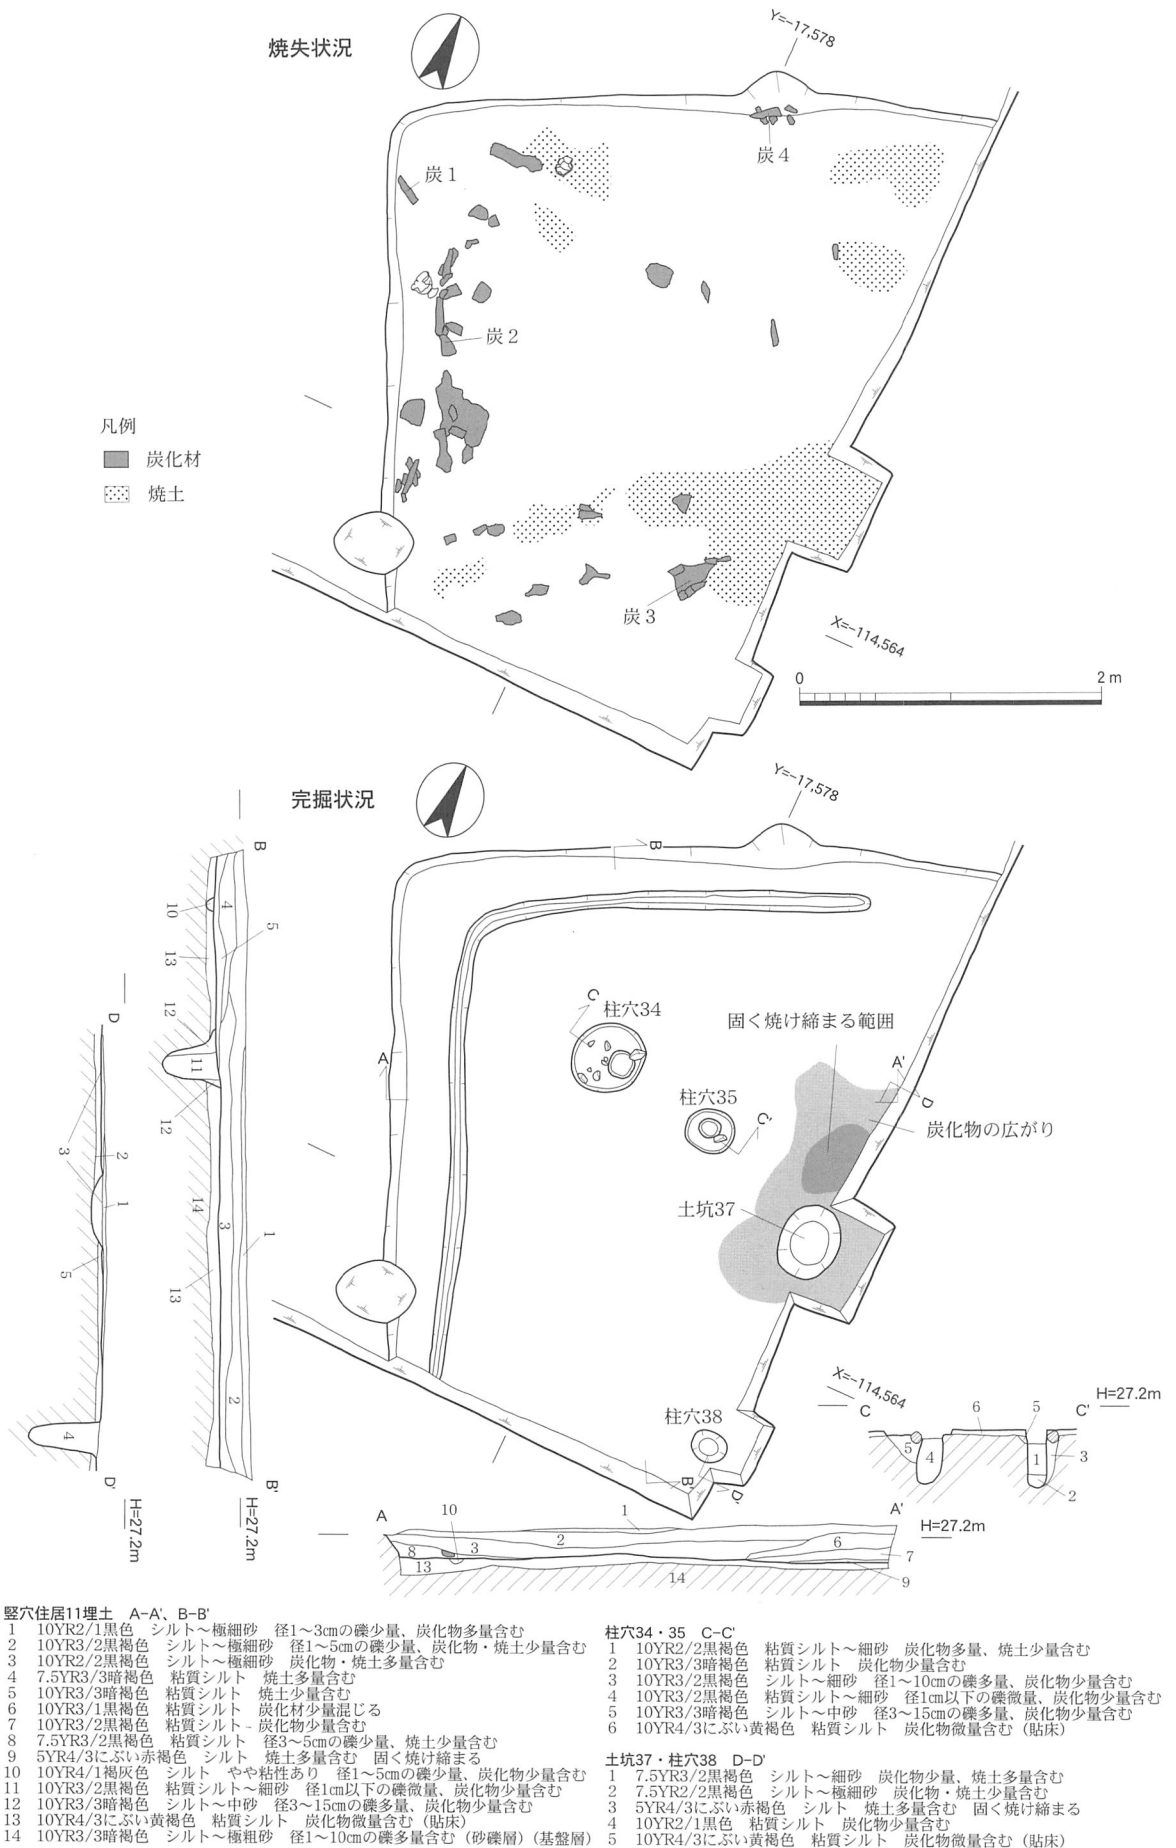 焼失状況
Y=-17,578
炭1
炭4
炭2
凡例
炭化材
焼土
炭3
X=-114,564
0
2 m
完掘状況
Y=-17,578
B
B
10
4
5
13
12
11
12
14
3
1
13
2
B'
H=27.2m
D
3
2
1
5
4
D'
H=27.2m
A
C
柱穴34
固く焼け締まる範囲
A'
D
柱穴35
C'
炭化物の広がり
土坑37
柱穴38
B'
D'
X=-114,564
C
6
5
C'
H=27.2m
5
4
1
3
2
A
10
1
A'
H=27.2m
8
3
2
6
7
13
14
9
竪穴住居11埋土 A-A'、B-B'
1 10YR2/1黒色 シルト～極細砂 径1～3㎝の礫少量、炭化物多量含む
2 10YR3/2黒褐色 シルト～極細砂 径1～5㎝の礫少量、炭化物・焼土少量含む
3 10YR2/2黒褐色 シルト～極細砂 炭化物・焼土多量含む
4 7.5YR3/3暗褐色 粘質シルト 焼土多量含む
5 10YR3/3暗褐色 粘質シルト 焼土少量含む
6 10YR3/1黒褐色 粘質シルト 炭化材少量混じる
7 10YR3/2黒褐色 粘質シルト 炭化物少量含む
8 7.5YR3/2黒褐色 粘質シルト 径3～5㎝の礫少量、焼土少量含む
9 5YR4/3にぶい赤褐色 シルト 焼土多量含む 固く焼け締まる
10 10YR4/1褐灰色 シルト やや粘性あり 径1～5㎝の礫少量、炭化物少量含む
11 10YR3/2黒褐色 粘質シルト～細砂 径1㎝以下の礫微量、炭化物少量含む
12 10YR3/3暗褐色 シルト～中砂 径3～15㎝の礫多量、炭化物少量含む
13 10YR4/3にぶい黄褐色 粘質シルト 炭化物微量含む（貼床）
14 10YR3/3暗褐色 シルト～極粗砂 径1～10㎝の礫多量含む（砂礫層）（基盤層）
柱穴34・35 C-C'
1 10YR2/2黒褐色 粘質シルト～細砂 炭化物多量、焼土少量含む
2 10YR3/3暗褐色 粘質シルト 炭化物少量含む
3 10YR3/2黒褐色 シルト～細砂 径1～10㎝の礫多量、炭化物少量含む
4 10YR3/2黒褐色 粘質シルト～細砂 径1㎝以下の礫微量、炭化物少量含む
5 10YR3/3暗褐色 シルト～中砂 径3～15㎝の礫多量、炭化物少量含む
6 10YR4/3にぶい黄褐色 粘質シルト 炭化物微量含む（貼床）
土坑37・柱穴38 D-D'
1 7.5YR3/2黒褐色 シルト～細砂 炭化物少量、焼土多量含む
2 7.5YR2/2黒褐色 シルト～極細砂 炭化物・焼土少量含む
3 5YR4/3にぶい赤褐色 シルト 焼土多量含む 固く焼け締まる
4 10YR2/1黒色 粘質シルト 炭化物少量含む
5 10YR4/3にぶい黄褐色 粘質シルト 炭化物微量含む（貼床）